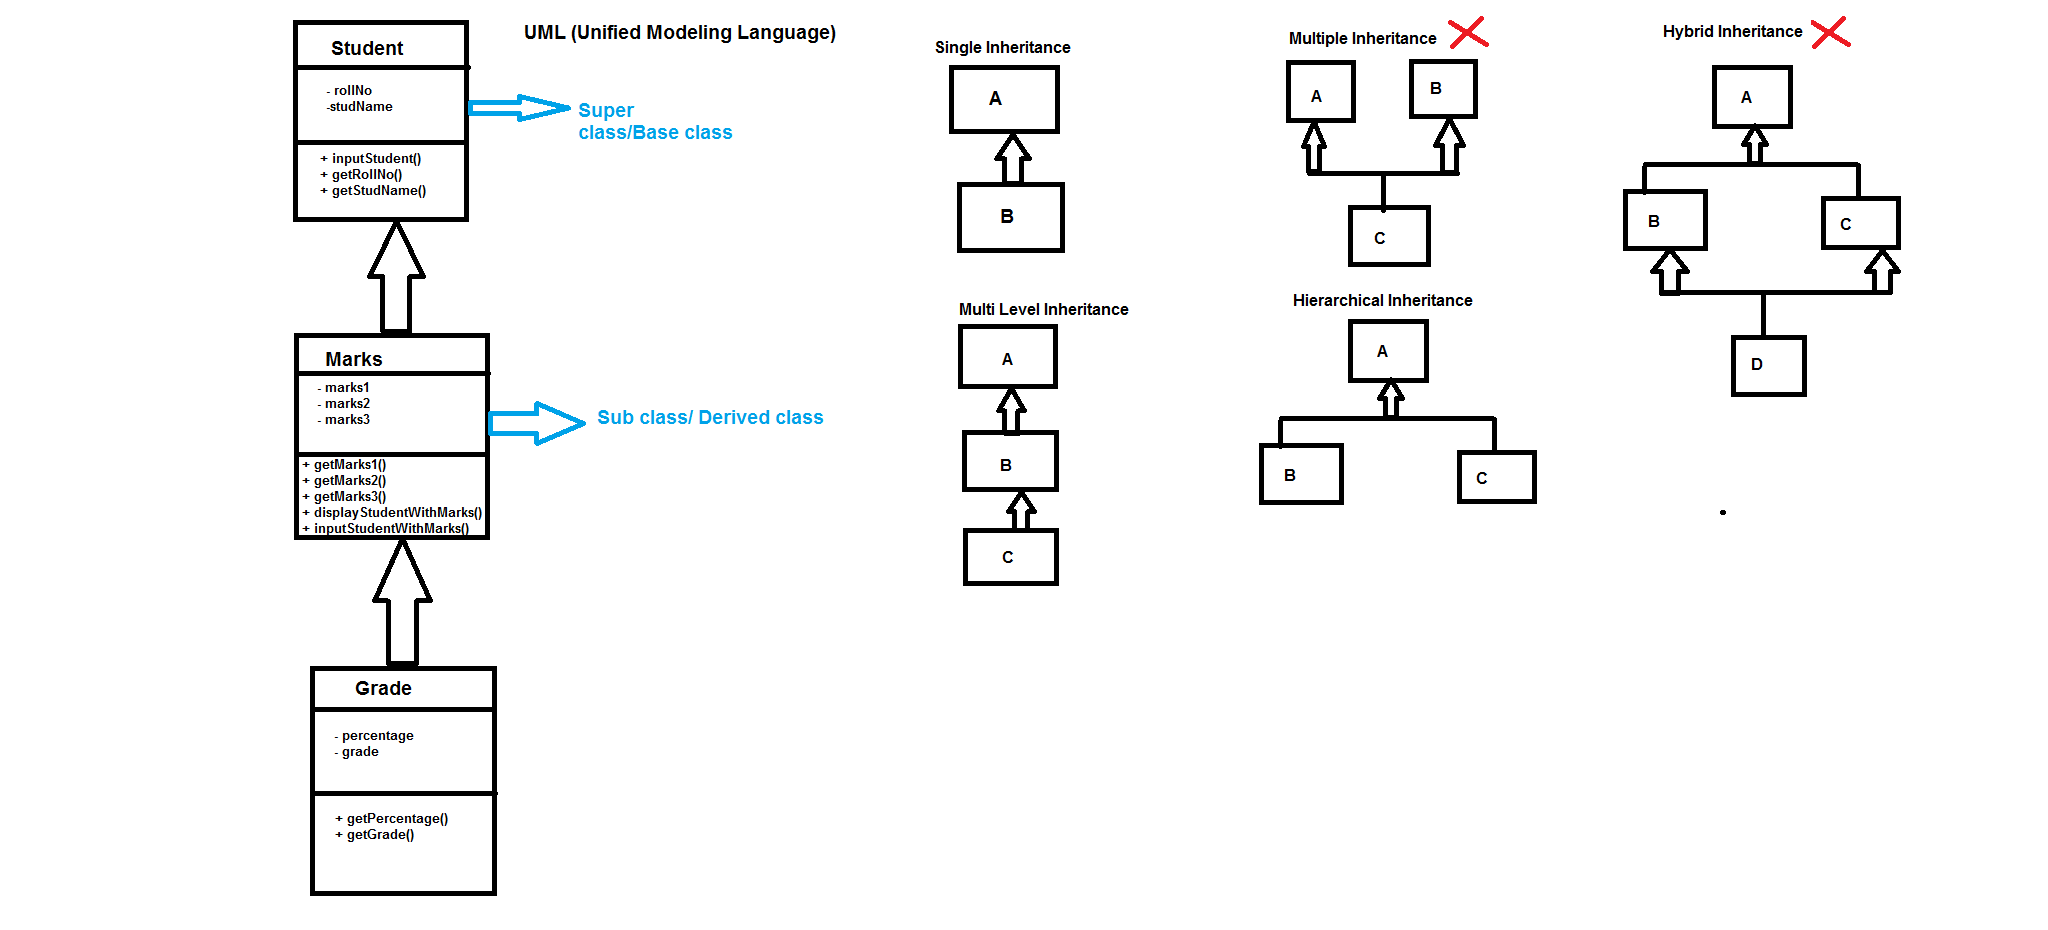 Student
- rollNo
-studName
+ inputStudent()
+ getRollNo()
+ getStudName()
UML (Unified Modeling Language)
Super
class/Base class
Marks
- marks1
- marks2
- marks3
+ getMarks1()
+ getMarks2()
+ getMarks3()
+ displayStudentWithMarks()
+ inputStudentWithMarks()
Sub class/ Derived class
Grade
- percentage
- grade
+ getPercentage()
+ getGrade()
Single Inheritance
A
B
Multi Level Inheritance
A
B
C
Multiple Inheritance
A
B
C
Hierarchical Inheritance
A
B
C
Hybrid Inheritance
A
B
C
D